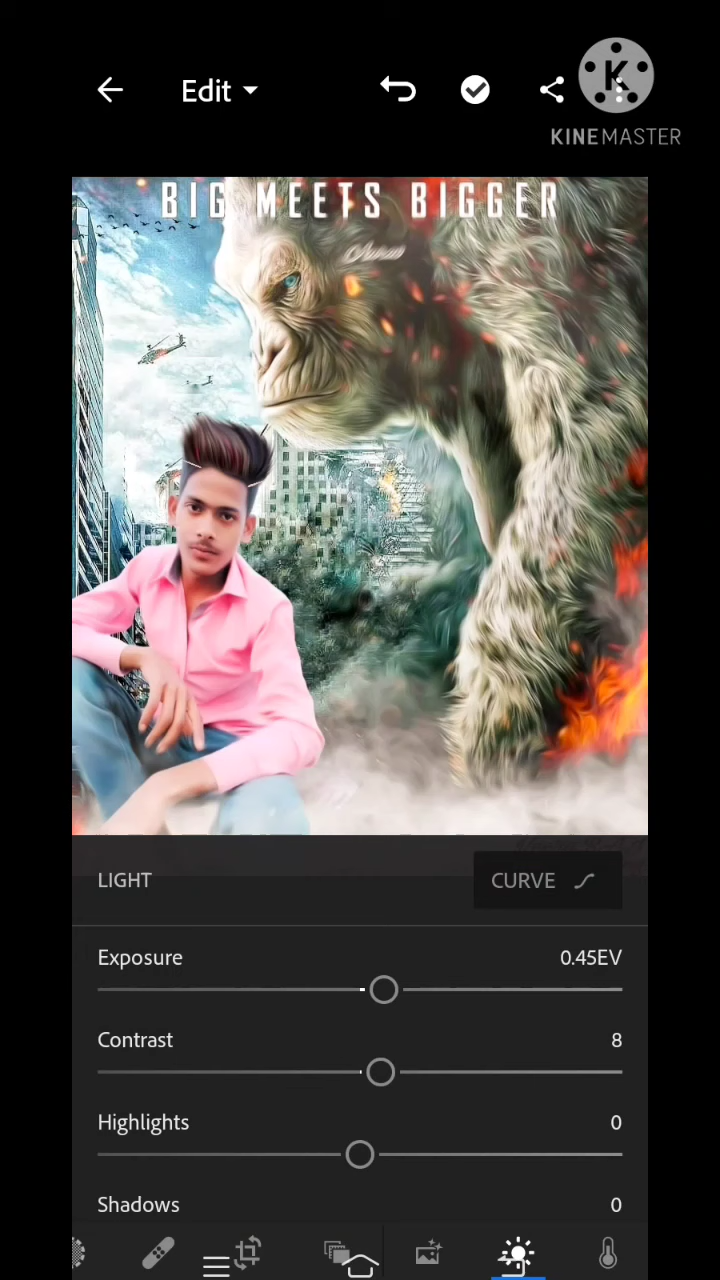 Edit
K
KINEMASTER
BIG MEETS BIGGER
LIGHT
CURVE
Exposure
0.45EV
Contrast
8
Highlights
0
Shadows
0